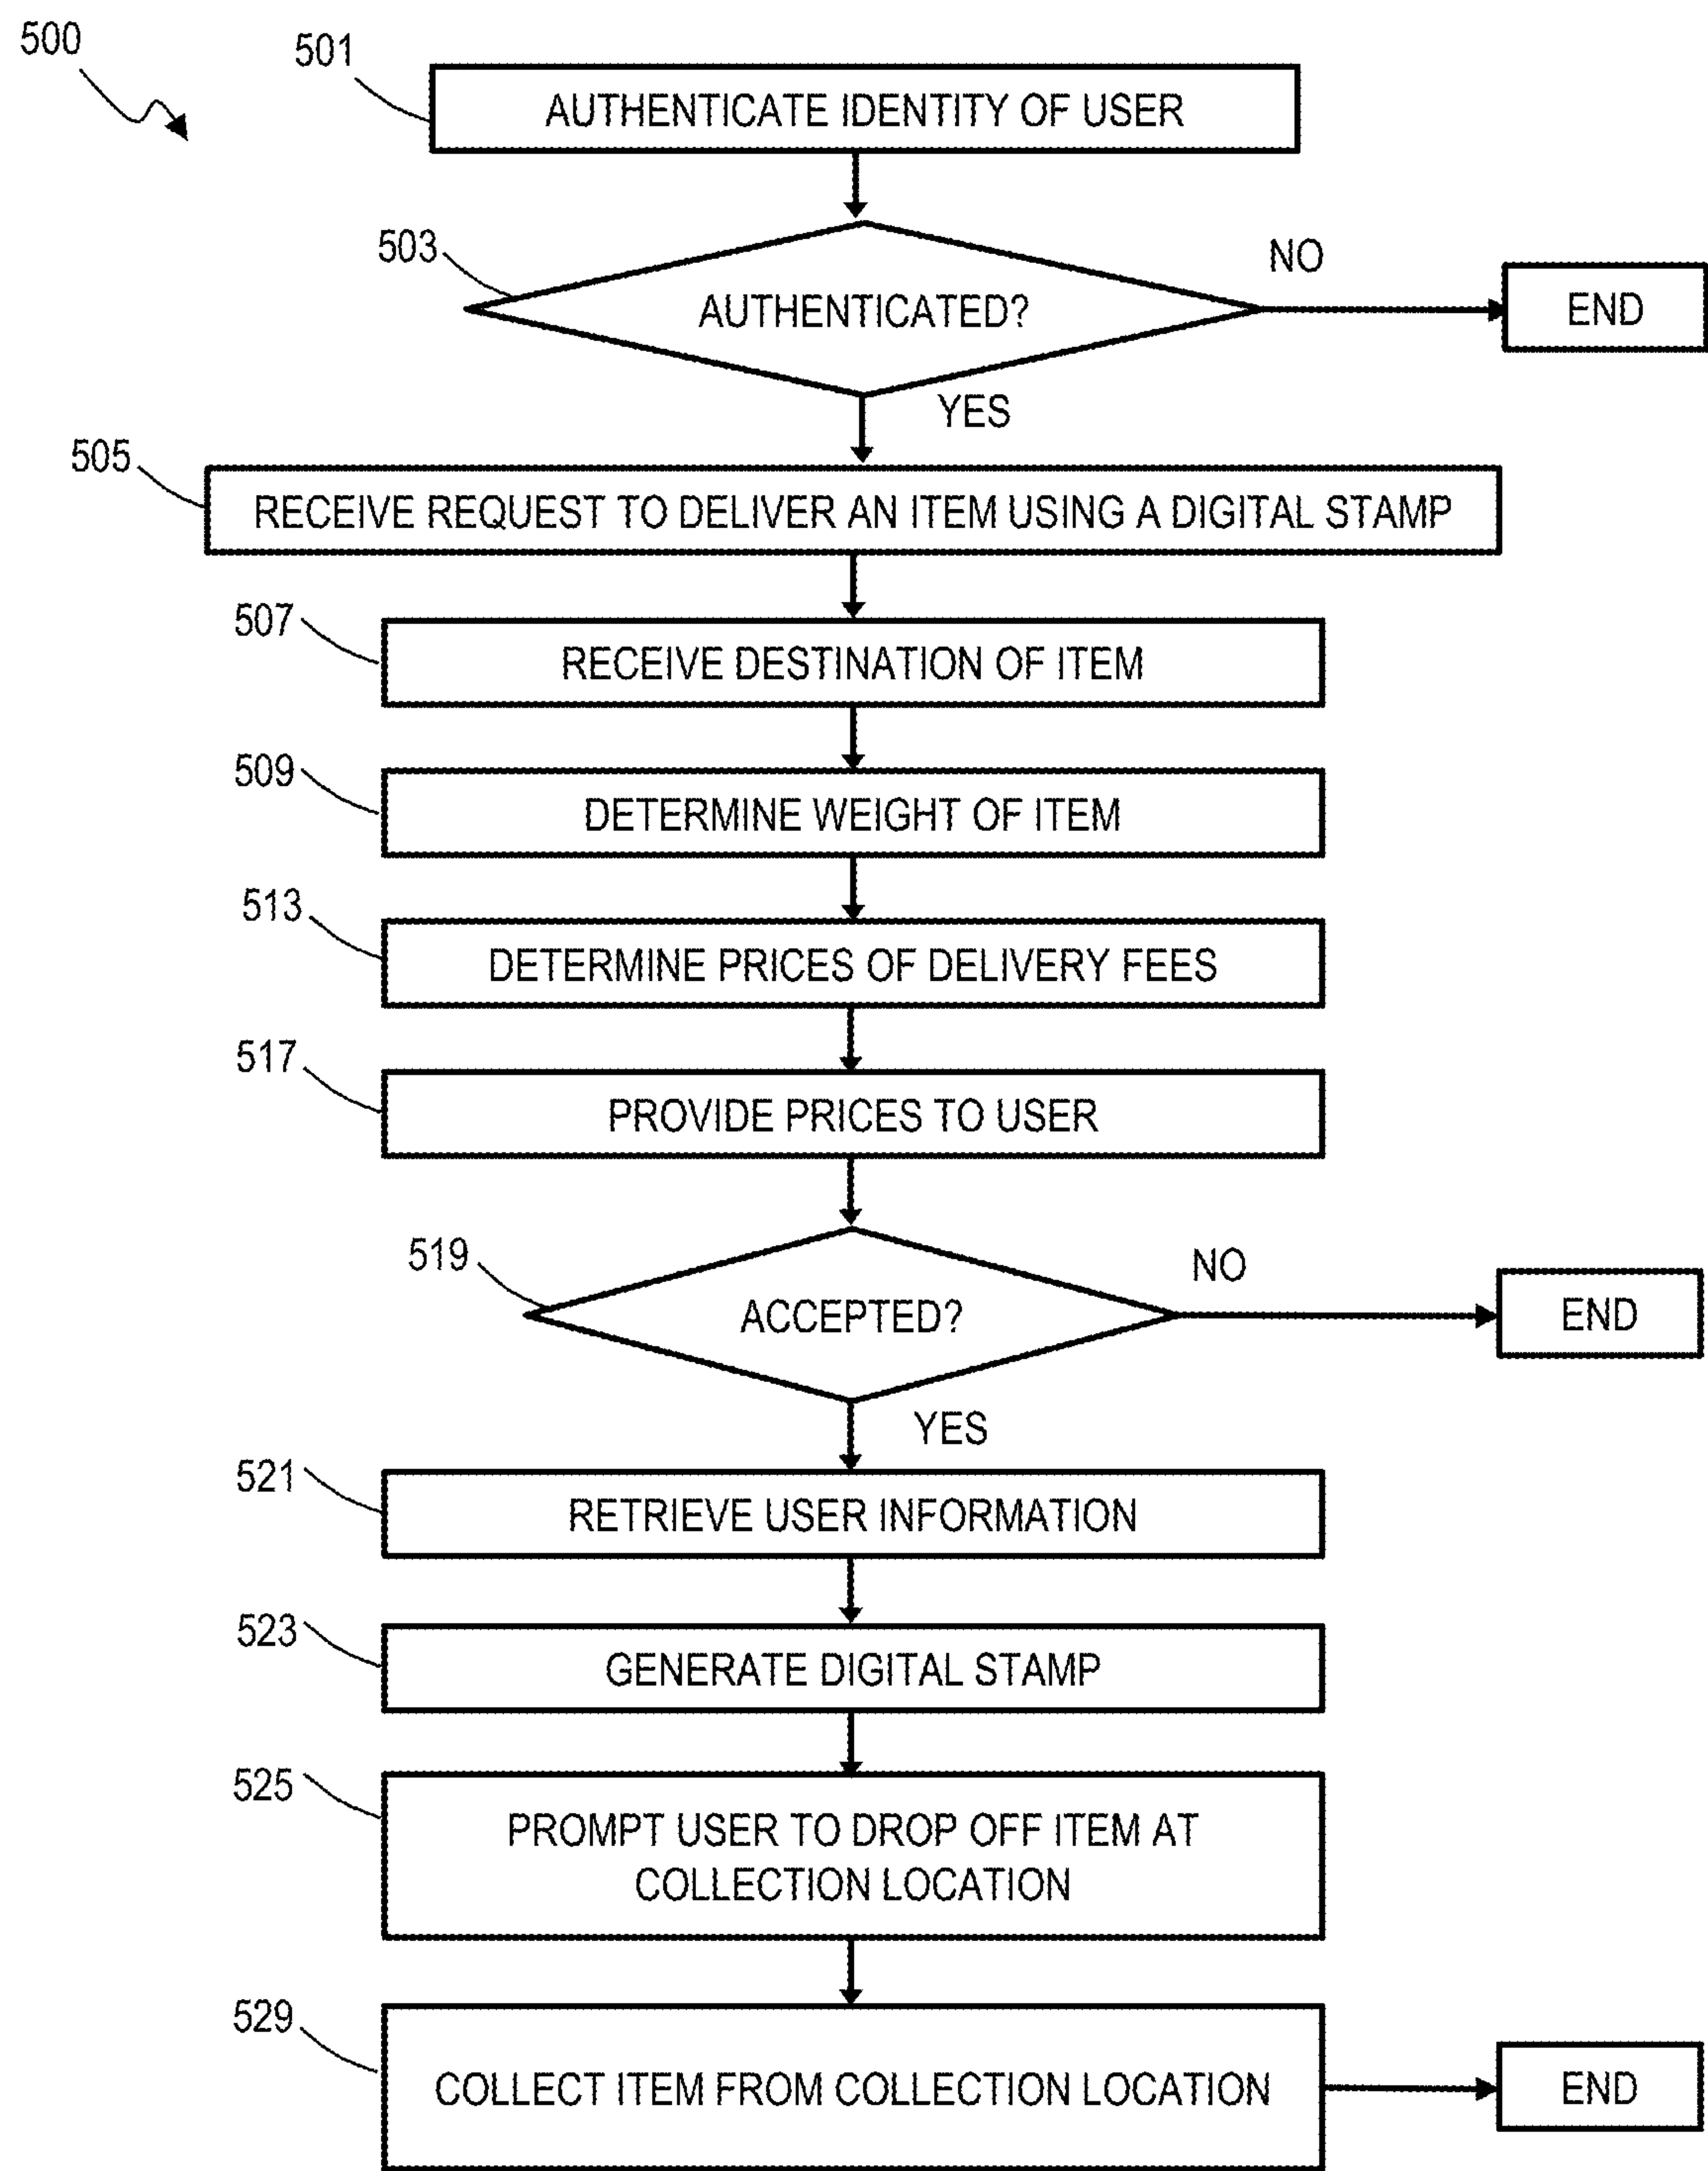 500
501
AUTHENTICATE IDENTITY OF USER
503
AUTHENTICATED?
NO
END
YES
505
RECEIVE REQUEST TO DELIVER AN ITEM USING A DIGITAL STAMP
507
RECEIVE DESTINATION OF ITEM
509
DETERMINE WEIGHT OF ITEM
513
DETERMINE PRICES OF DELIVERY FEES
517
PROVIDE PRICES TO USER
519
ACCEPTED?
NO
END
YES
521
RETRIEVE USER INFORMATION
523
GENERATE DIGITAL STAMP
525
PROMPT USER TO DROP OFF ITEM AT
COLLECTION LOCATION
529
COLLECT ITEM FROM COLLECTION LOCATION
END